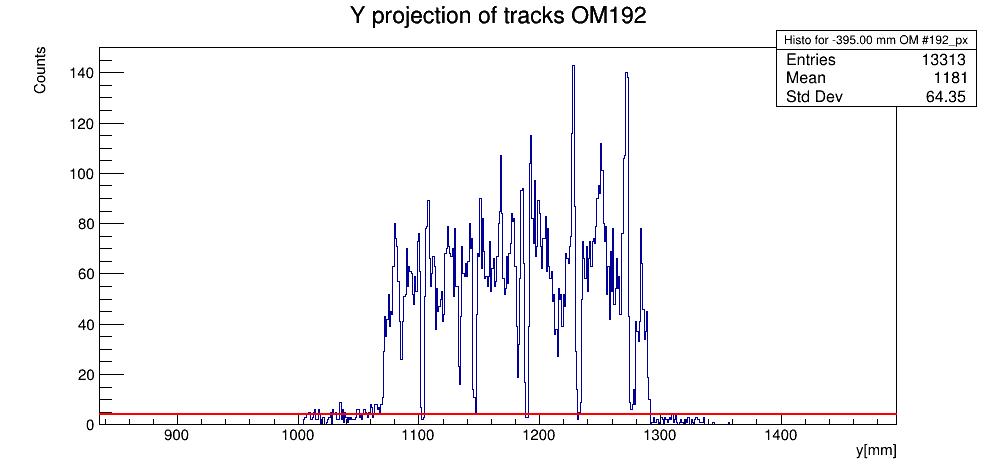 Y projection of tracks OM192
Histo for -395.00 mm OM #192_px
Entries 13313
Mean 1181
Std Dev 64.35
Counts
140
120
100
80
60
40
20
0
900 1000 1100 1200 1300 1400
y[mm]